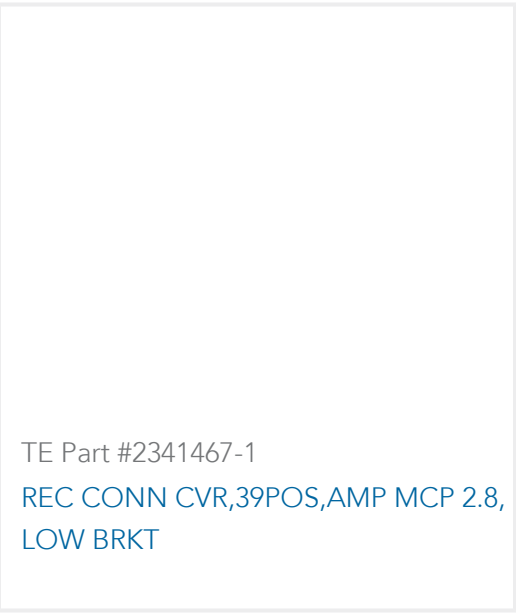 TE Part #2341467-1
REC CONN CVR,39POS,AMP MCP 2.8,
LOW BRKT